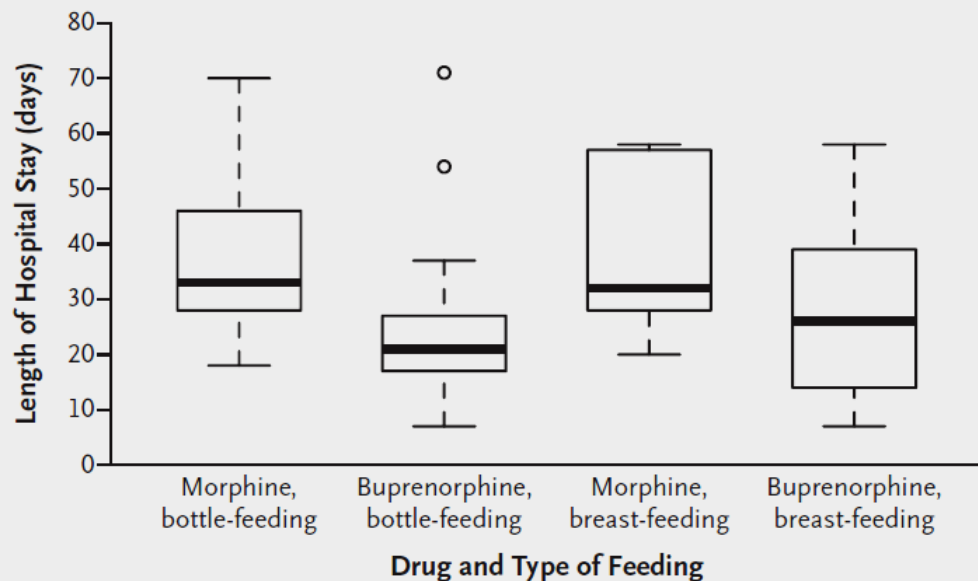 Length of Hospital Stay (days)
80
70
60
50
40
30
20
10
0
Morphine,
bottle-feeding
Buprenorphine,
bottle-feeding
Morphine,
breast-feeding
Buprenorphine,
breast-feeding
Drug and Type of Feeding